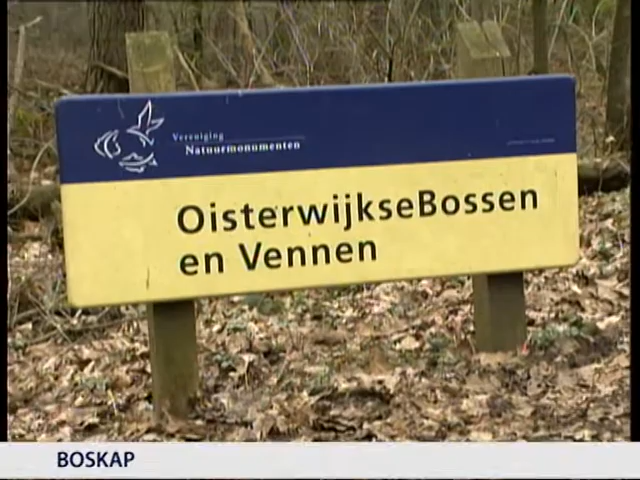 Vereniging
Natuurmonumenten
OisterwijkseBossen
en Vennen
BOSKAP